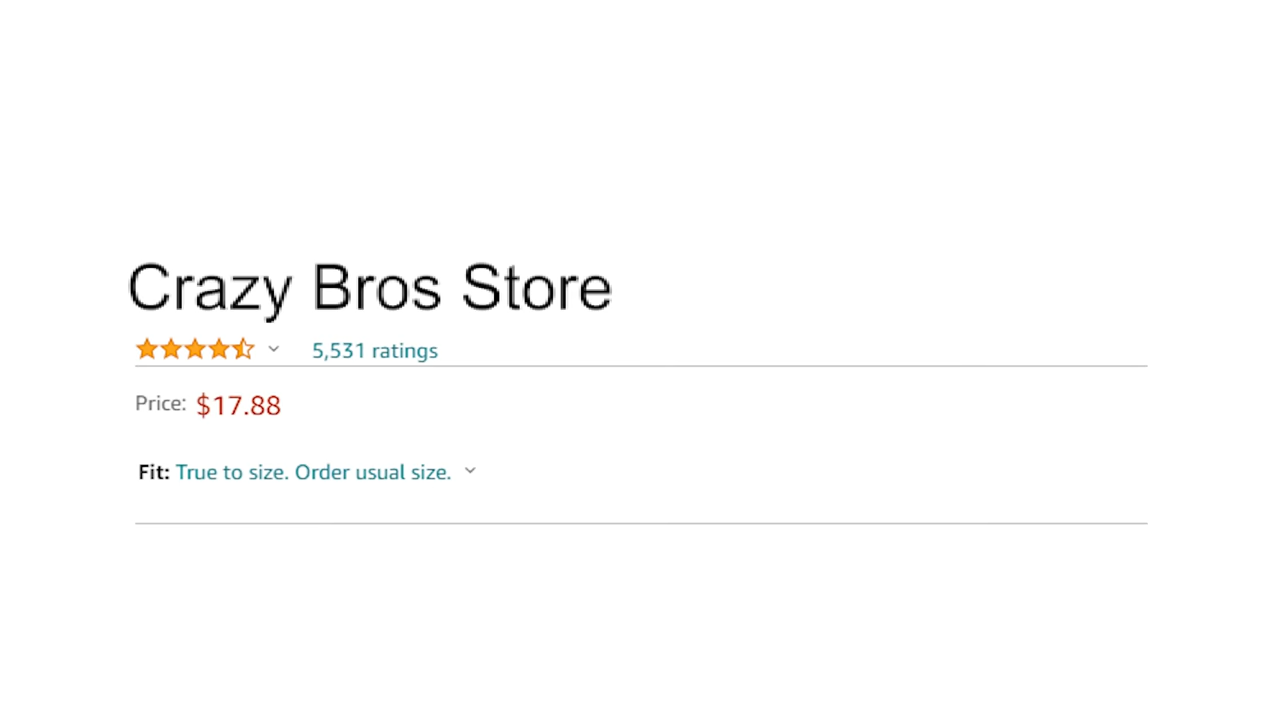 Crazy Bros Store
5,531 ratings
Price: $17.88
Fit: True to size. Order usual size.